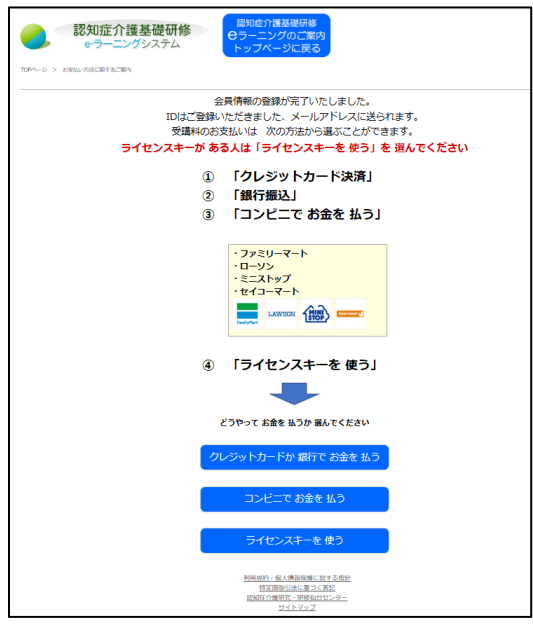 認知症介護基礎研修
e-ラーニングシステム
認知症介護基礎研修
eラーニングのご案内
トップページに戻る
TOPページ > お支払い方法に関するご案内
会員情報の登録が完了いたしました。
IDはご登録いただきました、メールアドレスに送られます。
受講料のお支払いは 次の方法から選ぶことができます。
ライセンスキーが ある人は「ライセンスキーを 使う」を 選んでください
① 「クレジットカード決済」
② 「銀行振込」
③ 「コンビニで お金を 払う」
・ファミリーマート
・ローソン
・ミニストップ
・セイコーマート
FamilyMart LAWSON MINI STOP
④ 「ライセンスキーを 使う」
どうやって お金を 払うか 選んでください
クレジットカードか 銀行で お金を 払う
コンビニで お金を 払う
ライセンスキーを 使う
利用規約・個人情報保護に関する指針
特定商取引法に基づく表記
認知症介護研究・研修仙台センター
サイトマップ